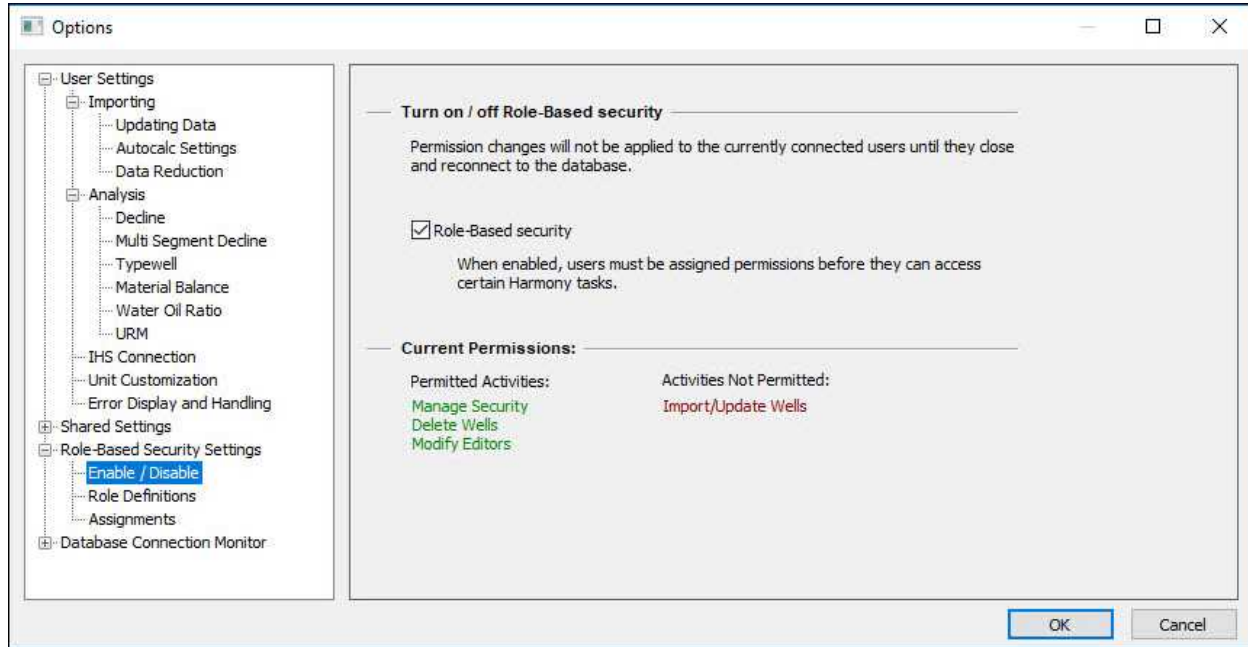 Options
User Settings
Importing
Updating Data
Autocalc Settings
Data Reduction
Analysis
Decline
Multi Segment Decline
Typewell
Material Balance
Water Oil Ratio
URM
IHS Connection
Unit Customization
Error Display and Handling
Shared Settings
Role-Based Security Settings
Enable / Disable
Role Definitions
Assignments
Database Connection Monitor
Turn on / off Role-Based security
Permission changes will not be applied to the currently connected users until they close
and reconnect to the database.
Role-Based security
When enabled, users must be assigned permissions before they can access
certain Harmony tasks.
Current Permissions:
Permitted Activities:
Manage Security
Delete Wells
Modify Editors
Activities Not Permitted:
Import/Update Wells
OK
Cancel